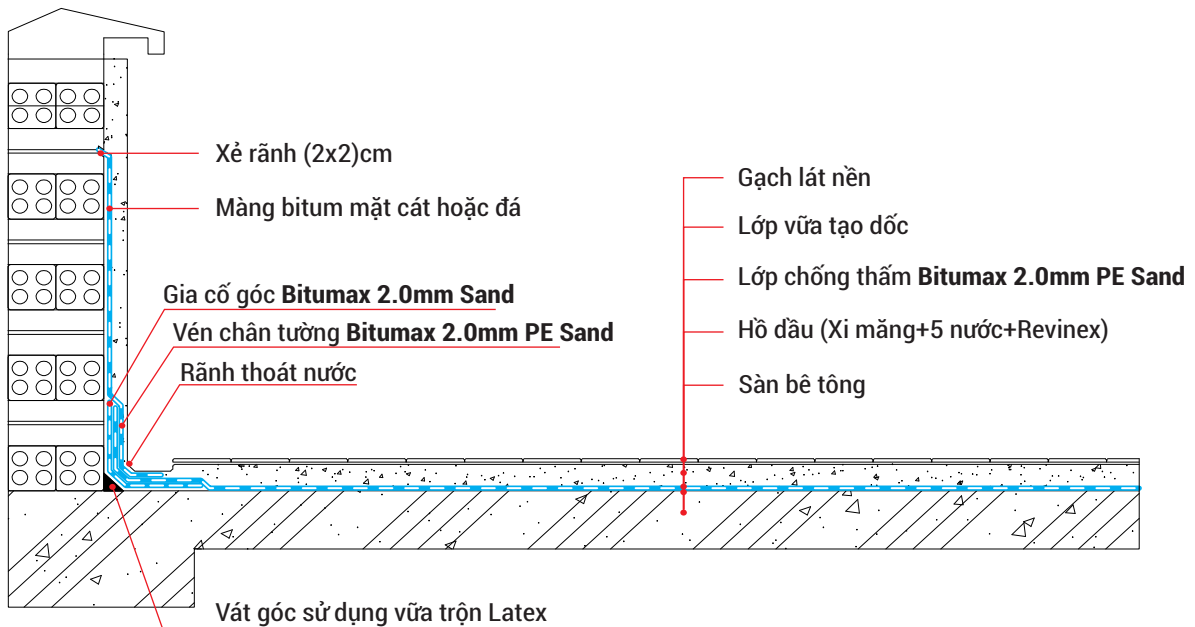 Xẻ rãnh (2x2)cm
Màng bitum mặt cát hoặc đá
Gia cố góc Bitumax 2.0mm Sand
Vén chân tường Bitumax 2.0mm PE Sand
Rãnh thoát nước
Gạch lát nền
Lớp vữa tạo dốc
Lớp chống thấm Bitumax 2.0mm PE Sand
Hồ dầu (Xi măng+5 nước+Revinex)
Sàn bê tông
Vát góc sử dụng vữa trộn Latex